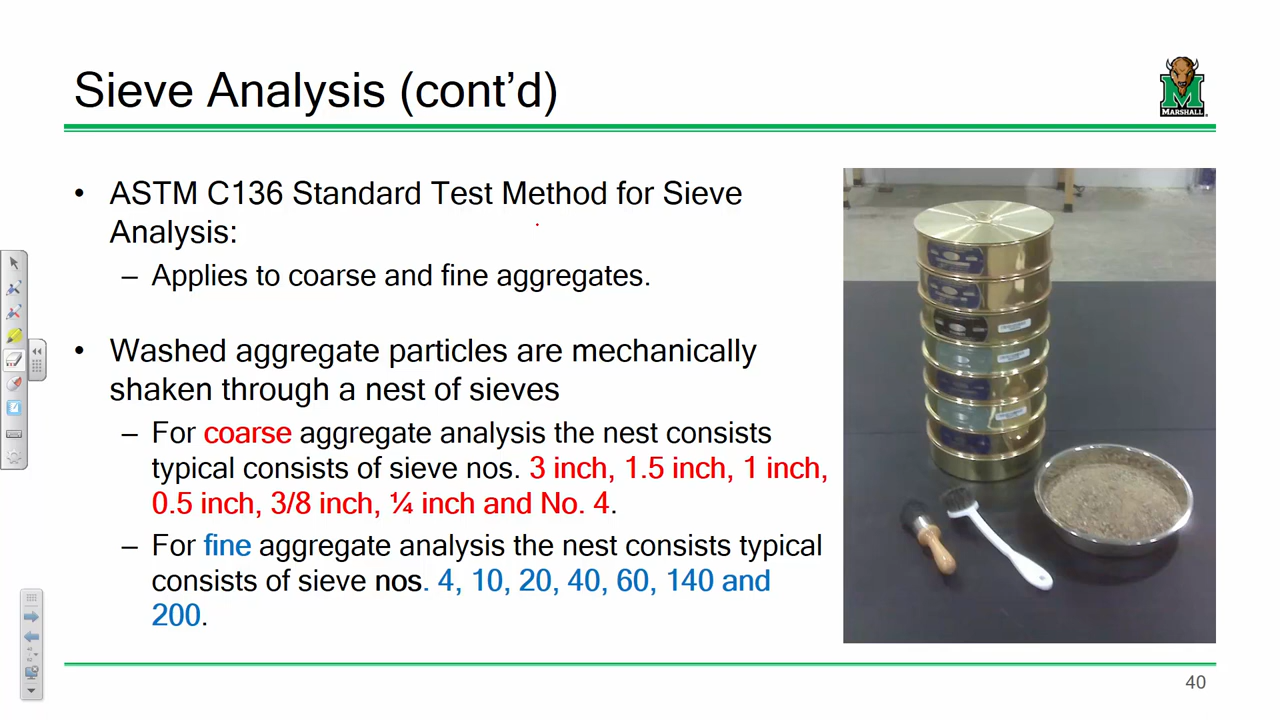 Sieve Analysis (cont’d)
MARSHALL
• ASTM C136 Standard Test Method for Sieve
Analysis:
– Applies to coarse and fine aggregates.
• Washed aggregate particles are mechanically
shaken through a nest of sieves
– For coarse aggregate analysis the nest consists
typical consists of sieve nos. 3 inch, 1.5 inch, 1 inch,
0.5 inch, 3/8 inch, ¼ inch and No. 4.
– For fine aggregate analysis the nest consists typical
consists of sieve nos. 4, 10, 20, 40, 60, 140 and
200.
40